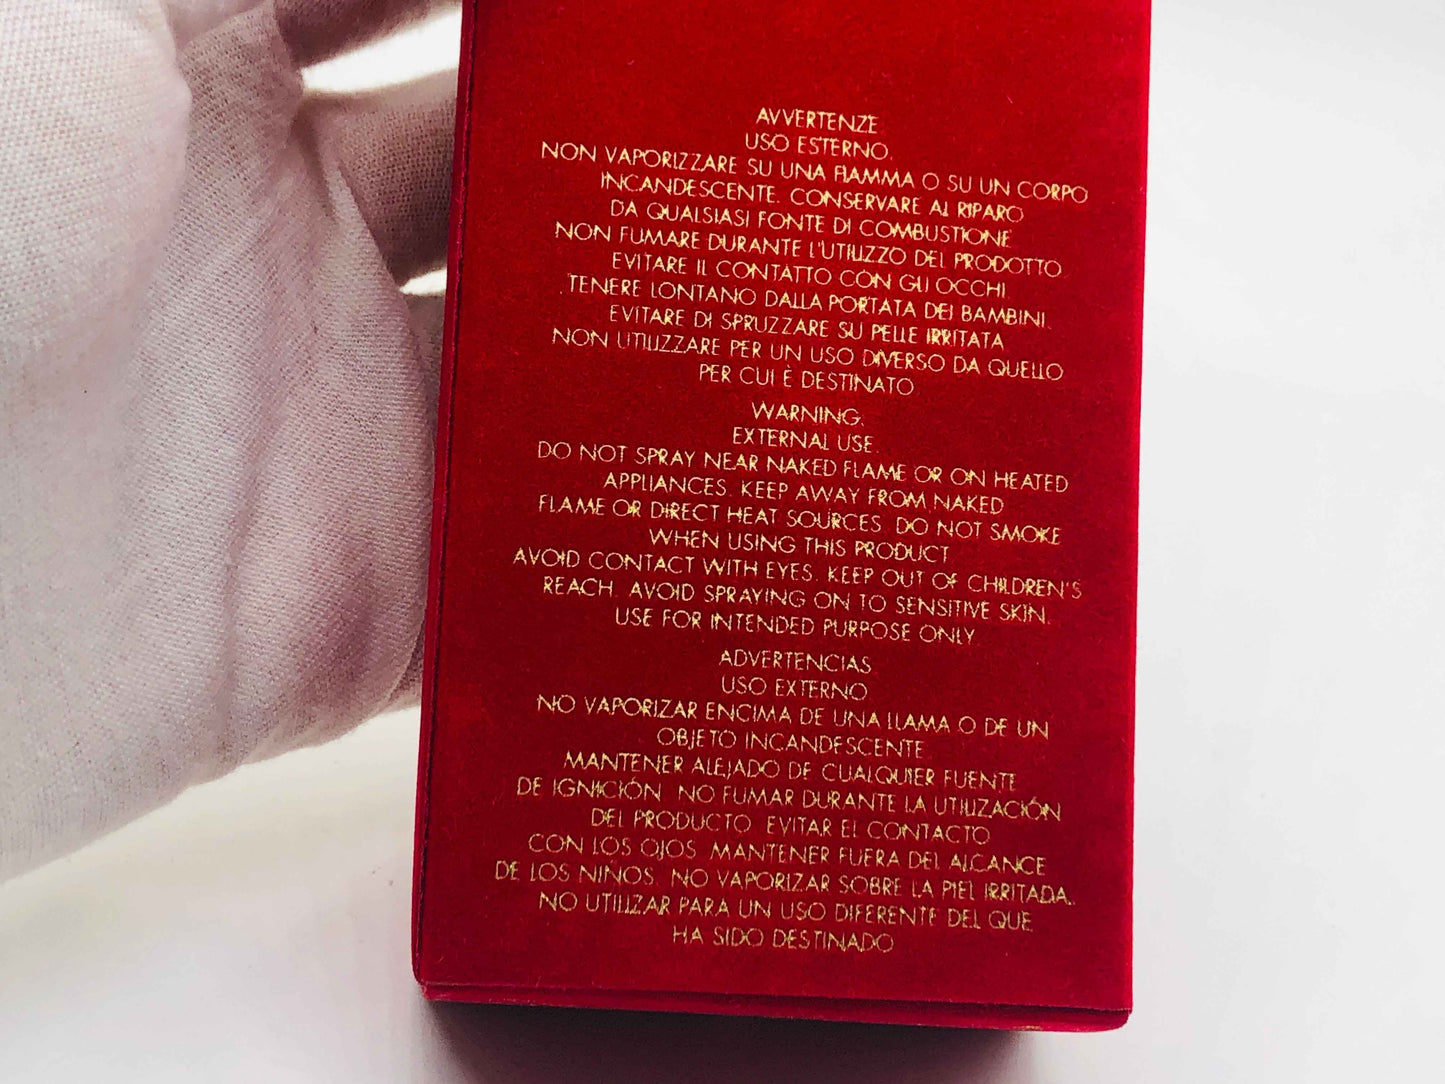 AVVERTENZE
USO ESTERNO.
NON VAPORIZZARE SU UNA FIAMMA O SU UN CORPO
INCANDESCENTE. CONSERVARE AL RIPARO
DA QUALSIASI FONTE DI COMBUSTIONE
NON FUMARE DURANTE L'UTILIZZO DEL PRODOTTO
EVITARE IL CONTATTO CON GLI OCCHI
TENERE LONTANO DALLA PORTATA DEI BAMBINI.
EVITARE DI SPRUZZARE SU PELLE IRRITATA
NON UTILIZZARE PER UN USO DIVERSO DA QUELLO
PER CUI È DESTINATO
WARNING.
EXTERNAL USE.
DO NOT SPRAY NEAR NAKED FLAME OR ON HEATED
APPLIANCES. KEEP AWAY FROM NAKED
FLAME OR DIRECT HEAT SOURCES. DO NOT SMOKE
WHEN USING THIS PRODUCT
AVOID CONTACT WITH EYES. KEEP OUT OF CHILDREN'S
REACH. AVOID SPRAYING ON TO SENSITIVE SKIN.
USE FOR INTENDED PURPOSE ONLY
ADVERTENCIAS
USO EXTERNO
NO VAPORIZAR ENCIMA DE UNA LLAMA O DE UN
OBJETO INCANDESCENTE
MANTENER ALEJADO DE CUALQUIER FUENTE
DE IGNICIÓN. NO FUMAR DURANTE LA UTILIZACIÓN
DEL PRODUCTO. EVITAR EL CONTACTO
CON LOS OJOS. MANTENER FUERA DEL ALCANCE
DE LOS NIÑOS. NO VAPORIZAR SOBRE LA PIEL IRRITADA.
NO UTILIZAR PARA UN USO DIFERENTE DEL QUE
HA SIDO DESTINADO